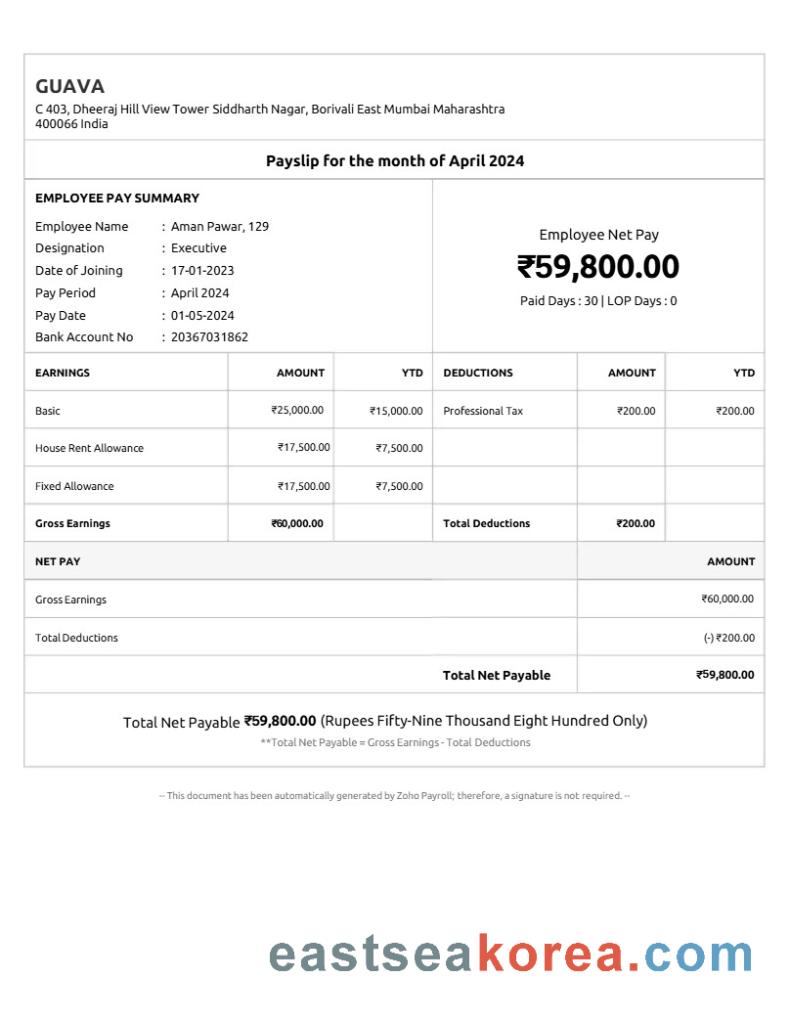 GUAVA
C 403, Dheeraj Hill View Tower Siddharth Nagar, Borivali East Mumbai Maharashtra
400066 India
Payslip for the month of April 2024
EMPLOYEE PAY SUMMARY
Employee Name : Aman Pawar, 129
Designation : Executive
Date of Joining : 17-01-2023
Pay Period : April 2024
Pay Date : 01-05-2024
Bank Account No : 20367031862
Employee Net Pay
₹59,800.00
Paid Days : 30 | LOP Days : 0
EARNINGS AMOUNT YTD DEDUCTIONS AMOUNT YTD
Basic ₹25,000.00 ₹15,000.00 Professional Tax ₹200.00 ₹200.00
House Rent Allowance ₹17,500.00 ₹7,500.00
Fixed Allowance ₹17,500.00 ₹7,500.00
Gross Earnings ₹60,000.00 Total Deductions ₹200.00
NET PAY AMOUNT
Gross Earnings ₹60,000.00
Total Deductions (-) ₹200.00
Total Net Payable ₹59,800.00
Total Net Payable ₹59,800.00 (Rupees Fifty-Nine Thousand Eight Hundred Only)
**Total Net Payable = Gross Earnings - Total Deductions
-- This document has been automatically generated by Zoho Payroll; therefore, a signature is not required. --
eastseakorea.com